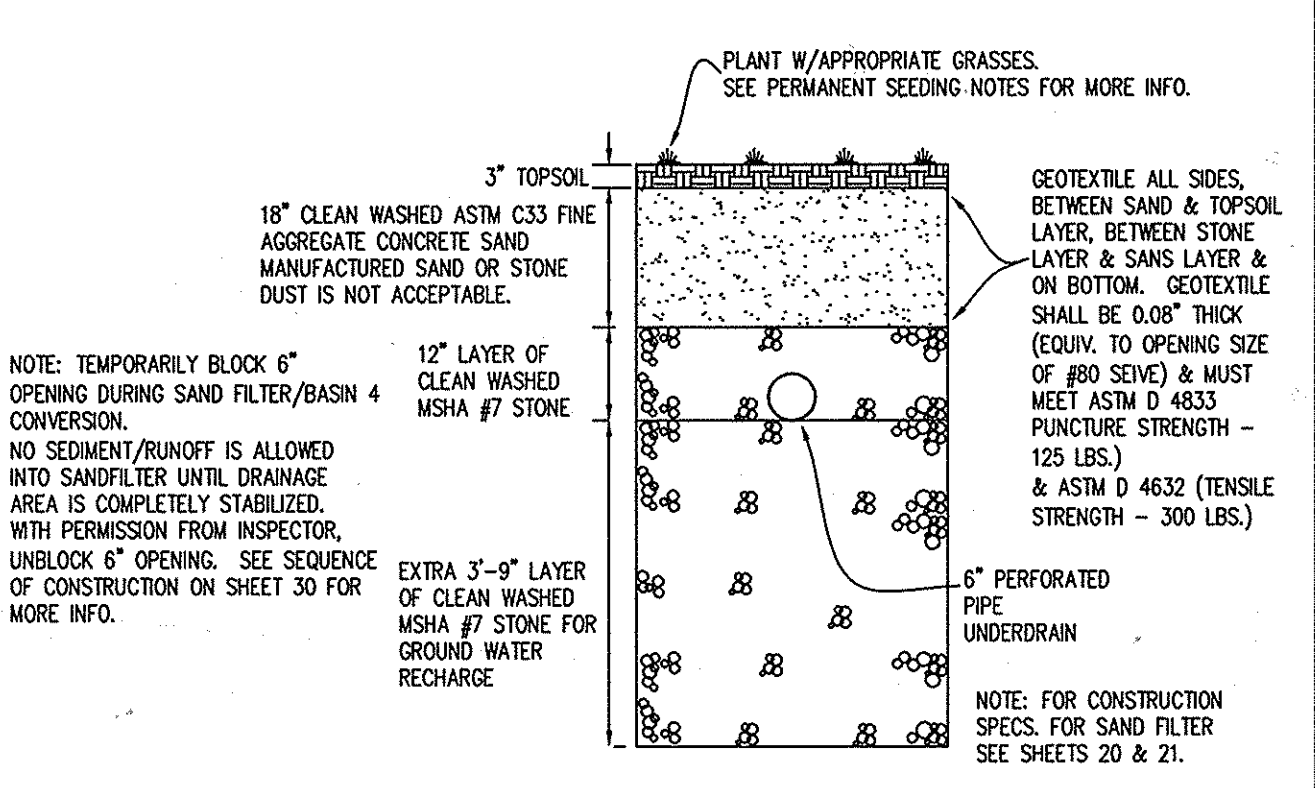 PLANT W/APPROPRIATE GRASSES.
SEE PERMANENT SEEDING NOTES FOR MORE INFO.
3" TOPSOIL
18" CLEAN WASHED ASTM C33 FINE
AGGREGATE CONCRETE SAND
MANUFACTURED SAND OR STONE
DUST IS NOT ACCEPTABLE.
GEOTEXTILE ALL SIDES,
BETWEEN SAND & TOPSOIL
LAYER, BETWEEN STONE
LAYER & SANS LAYER &
ON BOTTOM. GEOTEXTILE
SHALL BE 0.08" THICK
(EQUIV. TO OPENING SIZE
OF #80 SEIVE) & MUST
MEET ASTM D 4833
PUNCTURE STRENGTH –
125 LBS.)
& ASTM D 4632 (TENSILE
STRENGTH – 300 LBS.)
12" LAYER OF
CLEAN WASHED
MSHA #7 STONE
NOTE: TEMPORARILY BLOCK 6"
OPENING DURING SAND FILTER/BASIN 4
CONVERSION.
NO SEDIMENT/RUNOFF IS ALLOWED
INTO SANDFILTER UNTIL DRAINAGE
AREA IS COMPLETELY STABILIZED.
WITH PERMISSION FROM INSPECTOR,
UNBLOCK 6" OPENING. SEE SEQUENCE
OF CONSTRUCTION ON SHEET 30 FOR
MORE INFO.
EXTRA 3'–9" LAYER
OF CLEAN WASHED
MSHA #7 STONE FOR
GROUND WATER
RECHARGE
6" PERFORATED
PIPE
UNDERDRAIN
NOTE: FOR CONSTRUCTION
SPECS. FOR SAND FILTER
SEE SHEETS 20 & 21.